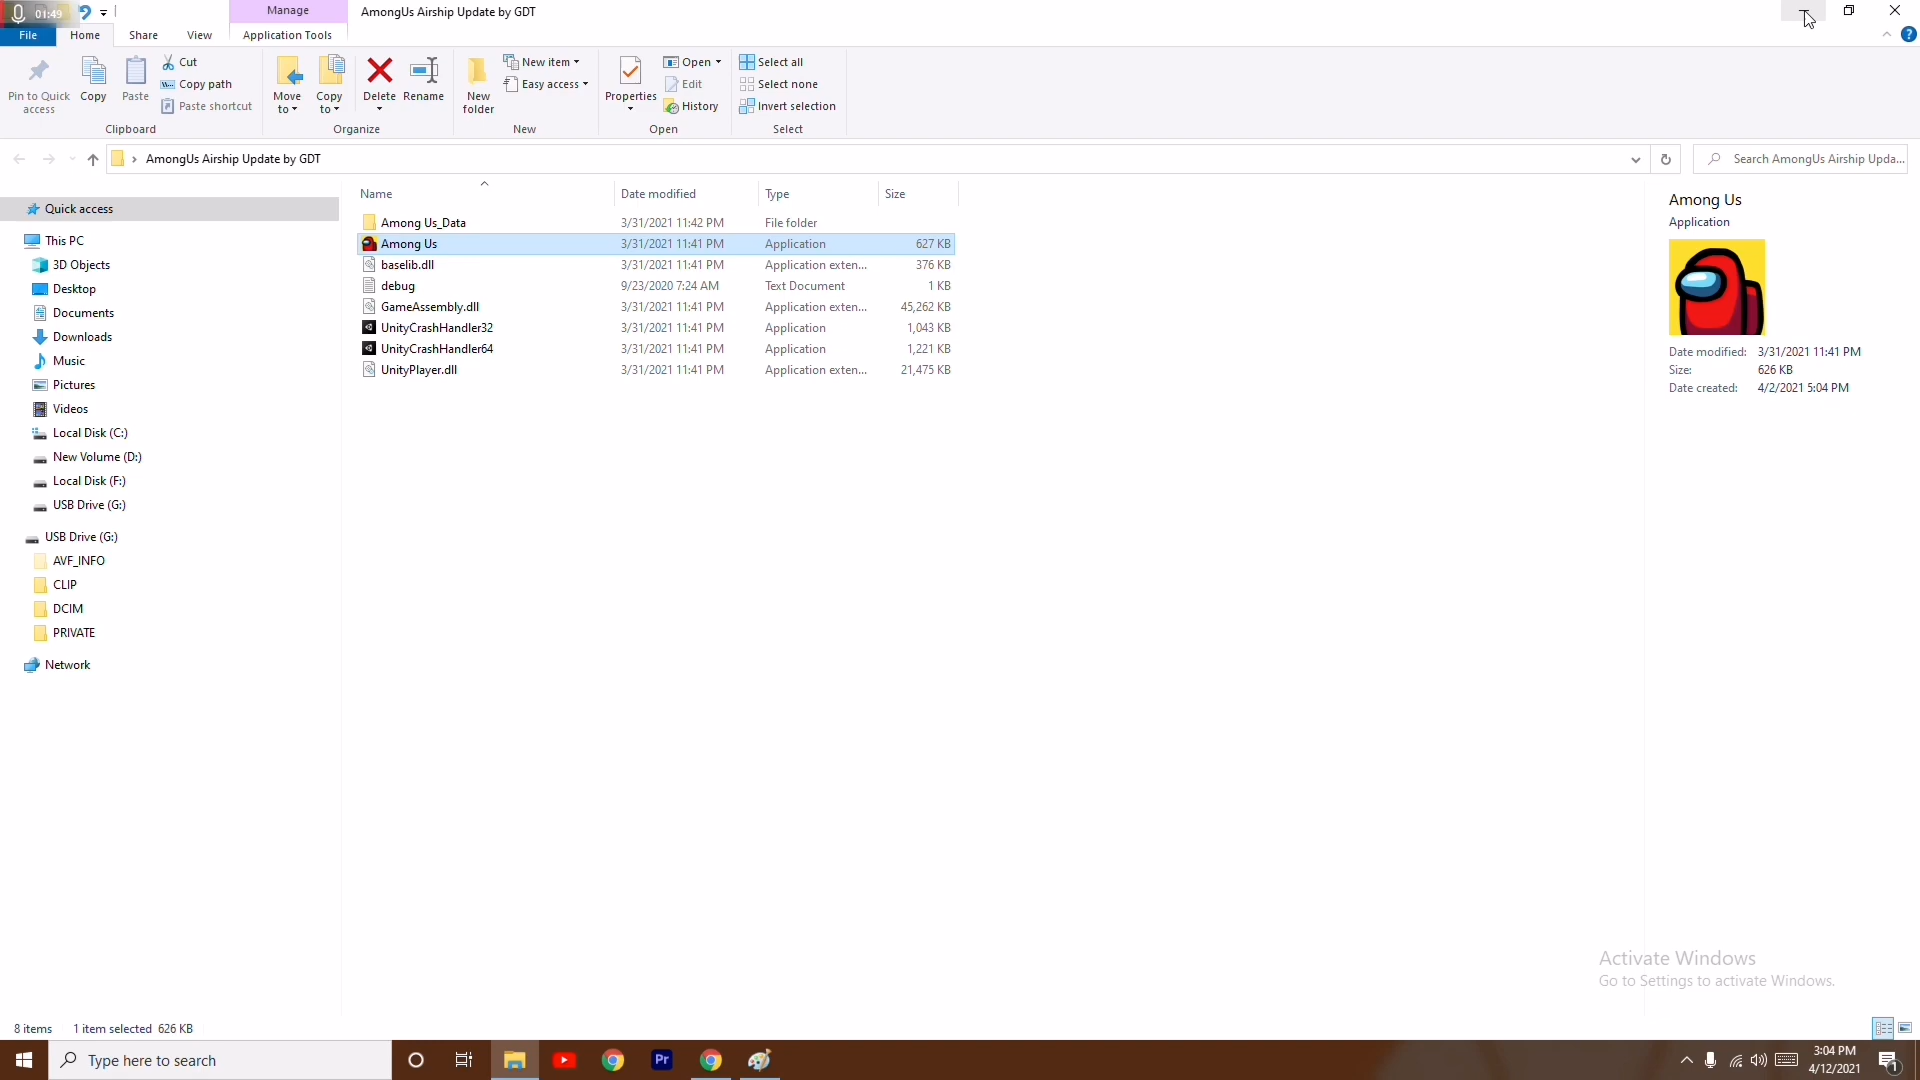 01:49
Manage
AmongUs Airship Update by GDT
File
Home
Share
View
Application Tools
?
Pin to Quick access
Copy
Paste
Cut
Copy path
Paste shortcut
Clipboard
Move to
Copy to
Delete
Rename
Organize
New folder
New item
Easy access
New
Properties
Open
Edit
History
Open
Select all
Select none
Invert selection
Select
AmongUs Airship Update by GDT
Search AmongUs Airship Upda...
Quick access
This PC
3D Objects
Desktop
Documents
Downloads
Music
Pictures
Videos
Local Disk (C:)
New Volume (D:)
Local Disk (F:)
USB Drive (G:)
USB Drive (G:)
AVF_INFO
CLIP
DCIM
PRIVATE
Network
Name Date modified Type Size
Among Us_Data 3/31/2021 11:42 PM File folder
Among Us 3/31/2021 11:41 PM Application 627 KB
baselib.dll 3/31/2021 11:41 PM Application exten... 376 KB
debug 9/23/2020 7:24 AM Text Document 1 KB
GameAssembly.dll 3/31/2021 11:41 PM Application exten... 45,262 KB
UnityCrashHandler32 3/31/2021 11:41 PM Application 1,043 KB
UnityCrashHandler64 3/31/2021 11:41 PM Application 1,221 KB
UnityPlayer.dll 3/31/2021 11:41 PM Application exten... 21,475 KB
Among Us
Application
Date modified: 3/31/2021 11:41 PM
Size: 626 KB
Date created: 4/2/2021 5:04 PM
Activate Windows
Go to Settings to activate Windows.
8 items 1 item selected 626 KB
Type here to search
Pr
3:04 PM
4/12/2021
1